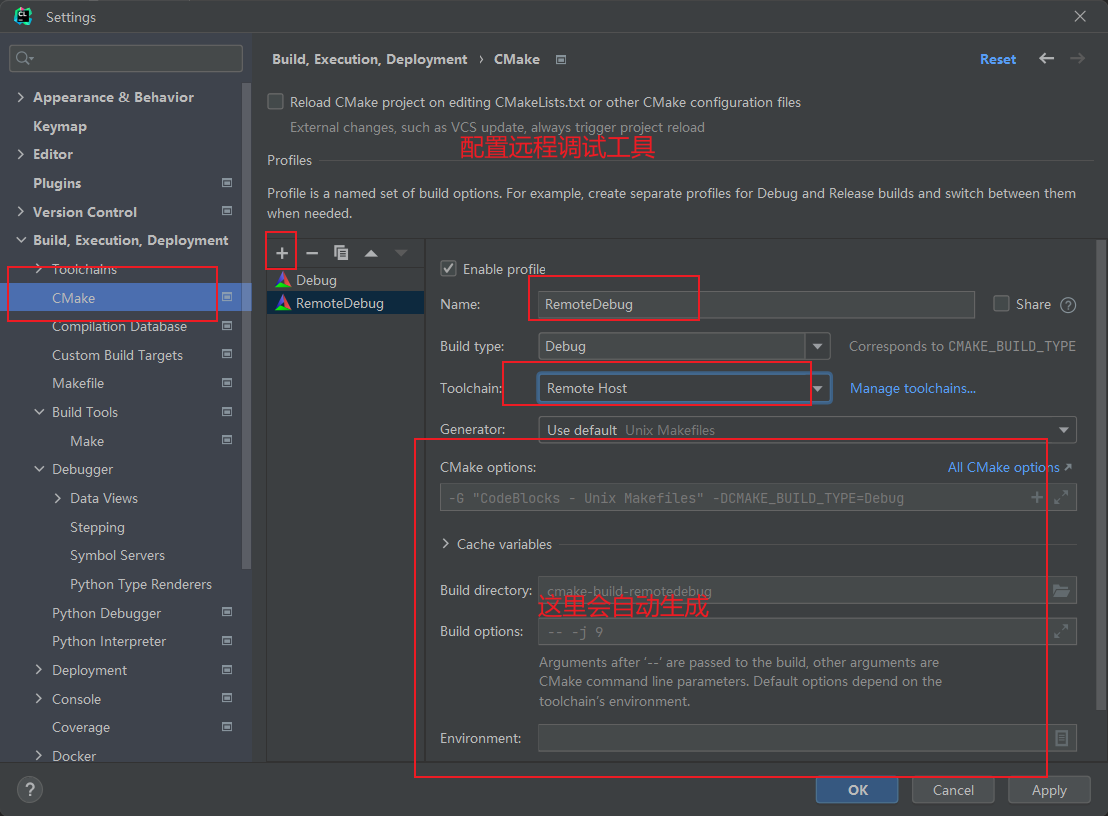 CL
Settings
Build, Execution, Deployment › CMake
Reset
Appearance & Behavior
Keymap
Editor
Plugins
Version Control
Build, Execution, Deployment
Toolchains
CMake
Compilation Database
Custom Build Targets
Makefile
Build Tools
Make
Debugger
Data Views
Stepping
Symbol Servers
Python Type Renderers
Python Debugger
Python Interpreter
Deployment
Console
Coverage
Docker
Reload CMake project on editing CMakeLists.txt or other CMake configuration files
External changes, such as VCS update, always trigger project reload
配置远程调试工具
Profiles
Profile is a named set of build options. For example, create separate profiles for Debug and Release builds and switch between them
when needed.
Debug
RemoteDebug
Enable profile
Name: RemoteDebug Share ?
Build type: Debug Corresponds to CMAKE_BUILD_TYPE
Toolchain: Remote Host Manage toolchains...
Generator: Use default Unix Makefiles
CMake options: All CMake options ↗
-G "CodeBlocks - Unix Makefiles" -DCMAKE_BUILD_TYPE=Debug
Cache variables
Build directory: cmake-build-remotedebug
这里会自动生成
Build options: -- -j 9
Arguments after '--' are passed to the build, other arguments are
CMake command line parameters. Default options depend on the
toolchain's environment.
Environment:
?
OK Cancel Apply